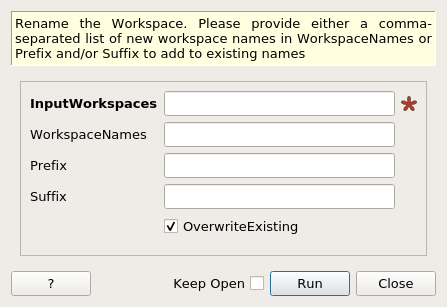 Rename the Workspace. Please provide either a comma-
separated list of new workspace names in WorkspaceNames or
Prefix and/or Suffix to add to existing names
InputWorkspaces
WorkspaceNames
Prefix
Suffix
OverwriteExisting
? Keep Open Run Close